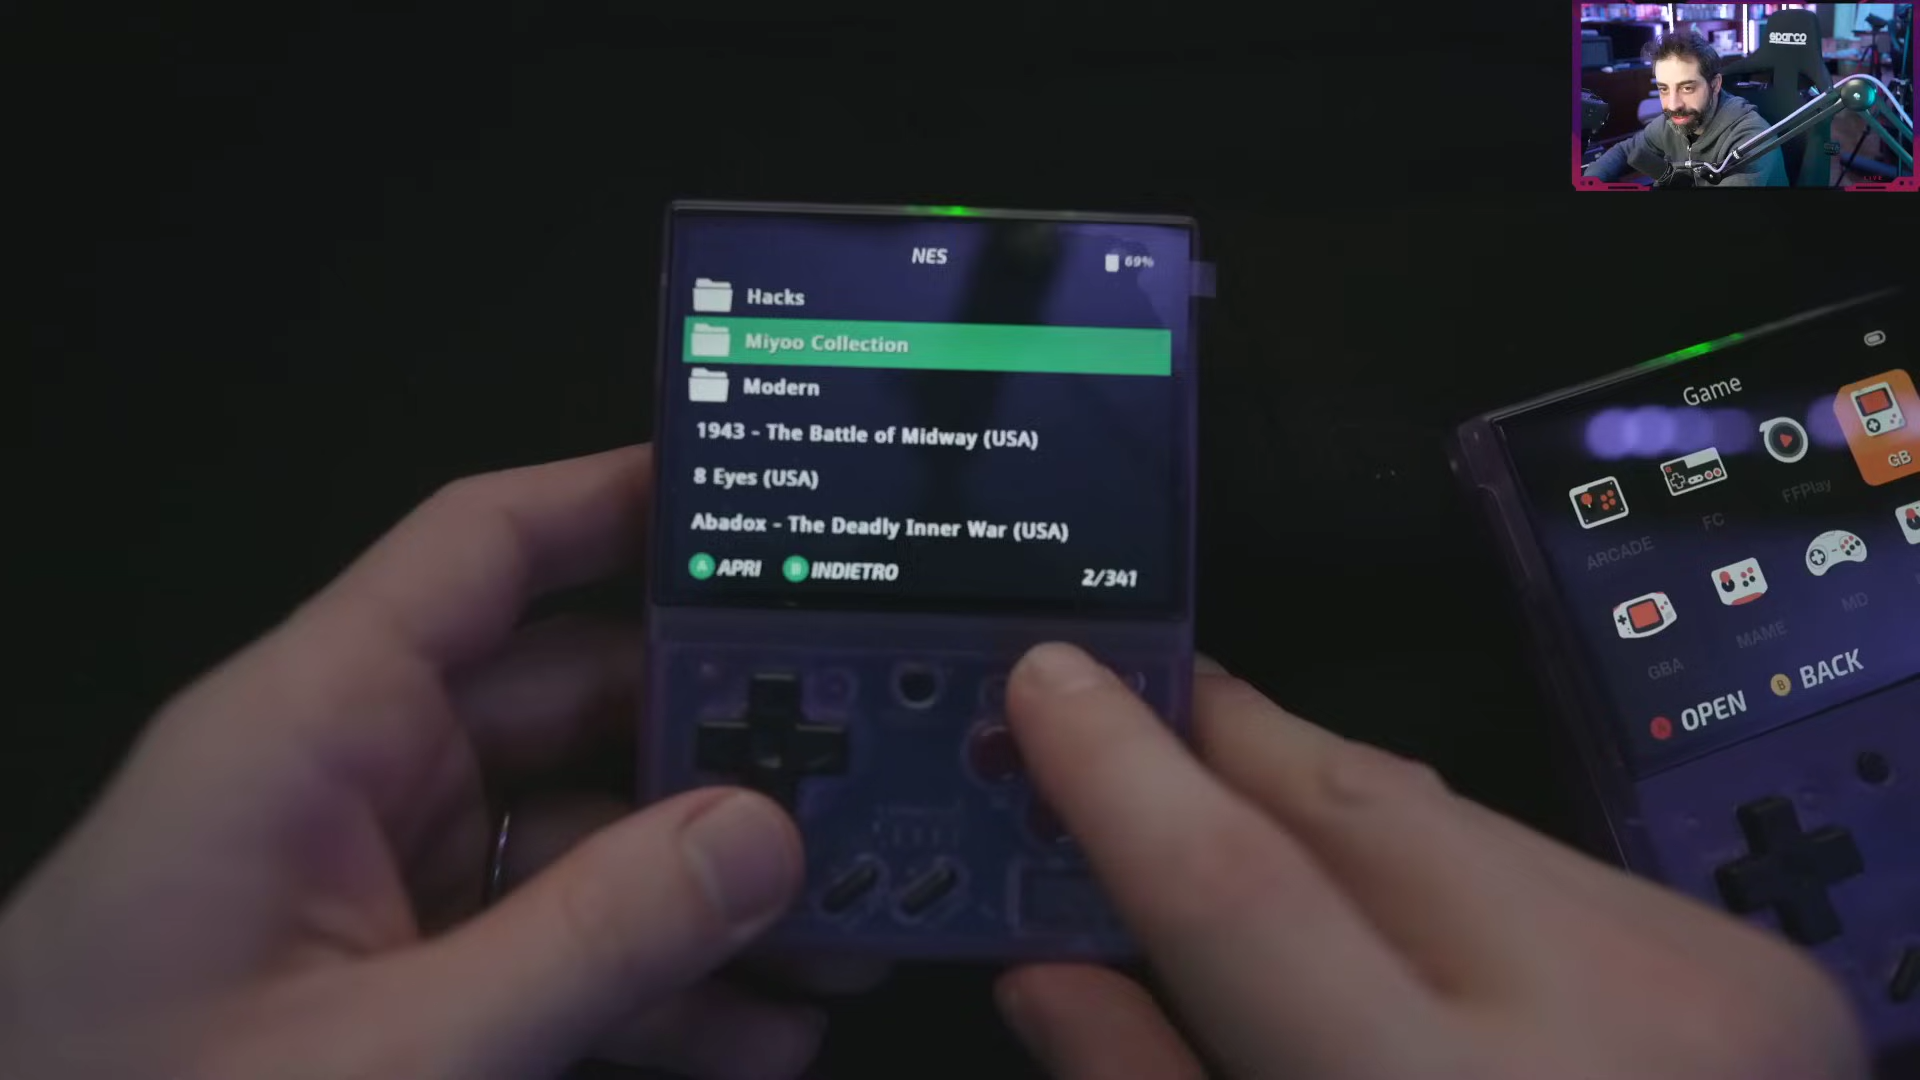 sparco
NES
69%
Hacks
Miyoo Collection
Modern
1943 - The Battle of Midway (USA)
8 Eyes (USA)
Abadox - The Deadly Inner War (USA)
A APRI B INDIETRO 2/341
Game
ARCADE
FC
FFPlay
GB
GBA
MAME
MD
OPEN
B BACK
LIVE